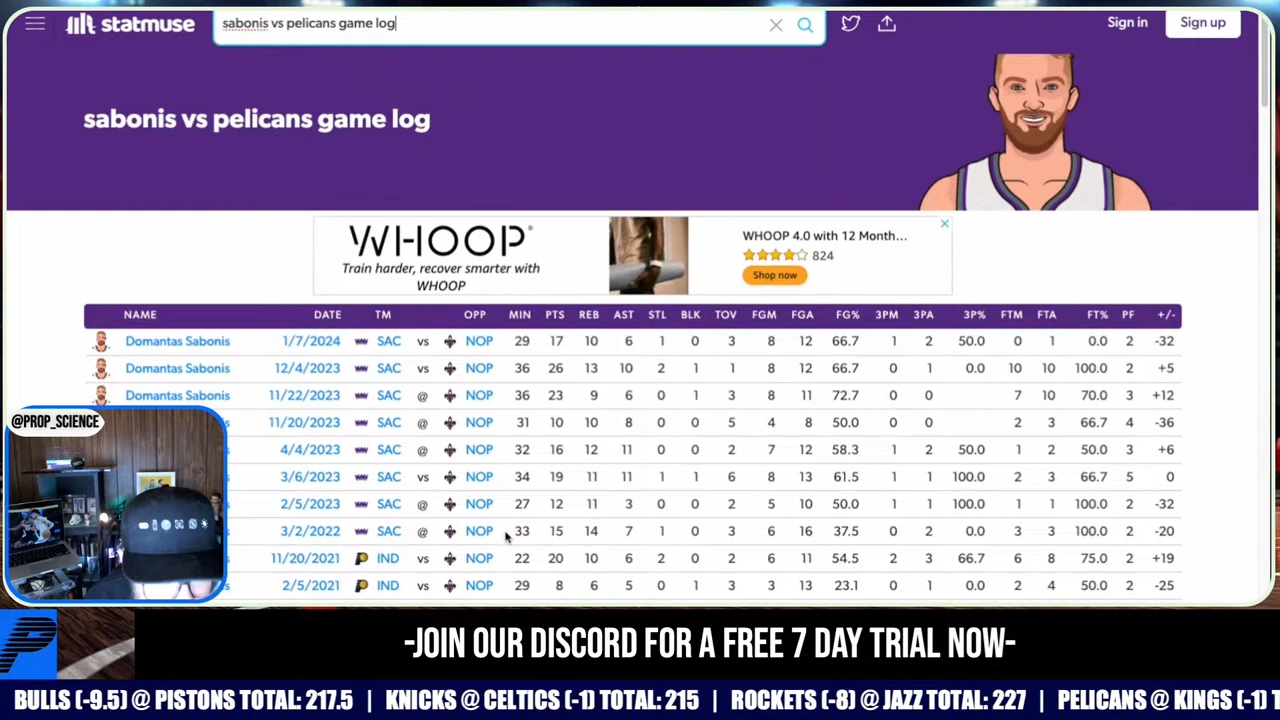 statmuse
sabonis vs pelicans game log
Sign in
Sign up
sabonis vs pelicans game log
WHOOP
Train harder, recover smarter with
WHOOP
WHOOP 4.0 with 12 Month...
824
Shop now
NAME DATE TM OPP MIN PTS REB AST STL BLK TOV FGM FGA FG% 3PM 3PA 3P% FTM FTA FT% PF +/-
Domantas Sabonis 1/7/2024 SAC vs NOP 29 17 10 6 1 0 3 8 12 66.7 1 2 50.0 0 1 0.0 2 -32
Domantas Sabonis 12/4/2023 SAC vs NOP 36 26 13 10 2 1 1 8 12 66.7 0 1 0.0 10 10 100.0 2 +5
Domantas Sabonis 11/22/2023 SAC @ NOP 36 23 9 6 0 1 3 8 11 72.7 0 0 7 10 70.0 3 +12
11/20/2023 SAC @ NOP 31 10 10 8 0 0 5 4 8 50.0 0 0 2 3 66.7 4 -36
4/4/2023 SAC @ NOP 32 16 12 11 0 0 2 7 12 58.3 1 2 50.0 1 2 50.0 3 +6
3/6/2023 SAC vs NOP 34 19 11 11 1 1 6 8 13 61.5 1 1 100.0 2 3 66.7 5 0
2/5/2023 SAC @ NOP 27 12 11 3 0 2 2 5 10 50.0 1 1 100.0 1 1 100.0 2 -32
3/2/2022 SAC @ NOP 33 15 14 7 1 0 3 6 16 37.5 0 2 0.0 3 3 100.0 2 -20
11/20/2021 IND vs NOP 22 20 10 6 2 0 2 6 11 54.5 2 3 66.7 6 8 75.0 2 +19
2/5/2021 IND vs NOP 29 8 6 5 0 1 0 3 13 23.1 0 1 0.0 2 4 50.0 2 -25
@PROP_SCIENCE
-JOIN OUR DISCORD FOR A FREE 7 DAY TRIAL NOW-
BULLS (-9.5) @ PISTONS TOTAL: 217.5 | KNICKS @ CELTICS (-1) TOTAL: 215 | ROCKETS (-8) @ JAZZ TOTAL: 227 | PELICANS @ KINGS (-1) T